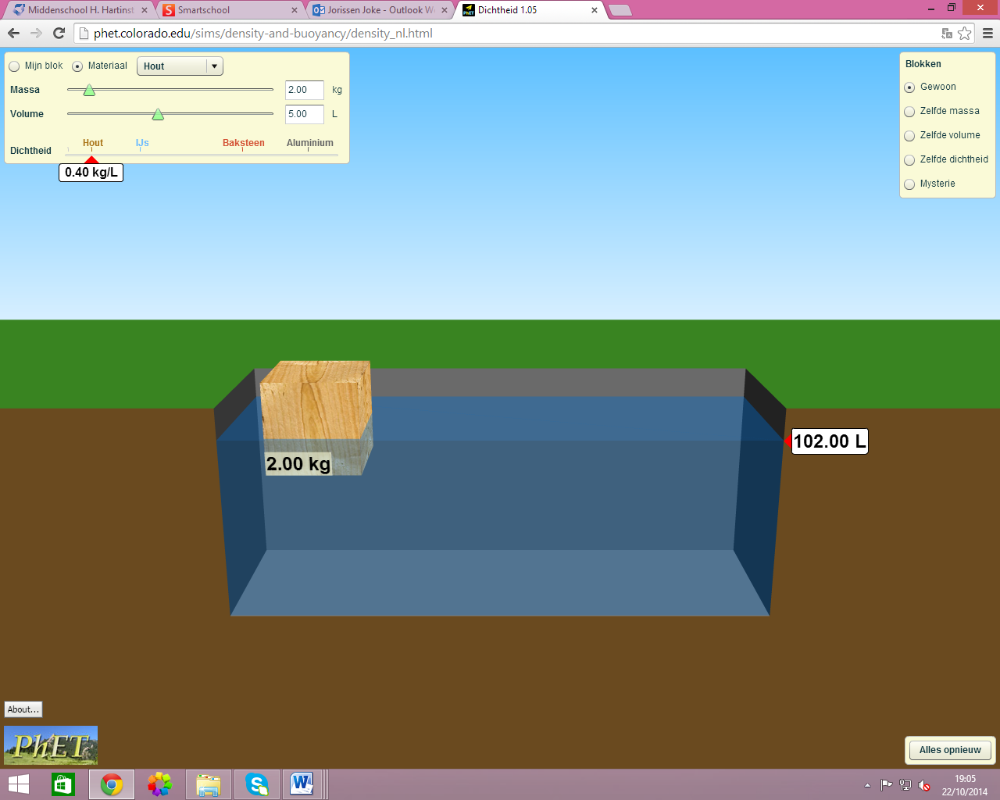 Middenschool H. Hartinst
Smartschool
Jorissen Joke - Outlook W
Dichtheid 1.05
phet.colorado.edu/sims/density-and-buoyancy/density_nl.html
Mijn blok Materiaal Hout
Massa 2.00 kg
Volume 5.00 L
Hout IJs Baksteen Aluminium
Dichtheid
0.40 kg/L
Blokken
Gewoon
Zelfde massa
Zelfde volume
Zelfde dichtheid
Mysterie
102.00 L
2.00 kg
About...
PhET
Alles opnieuw
19:05
22/10/2014